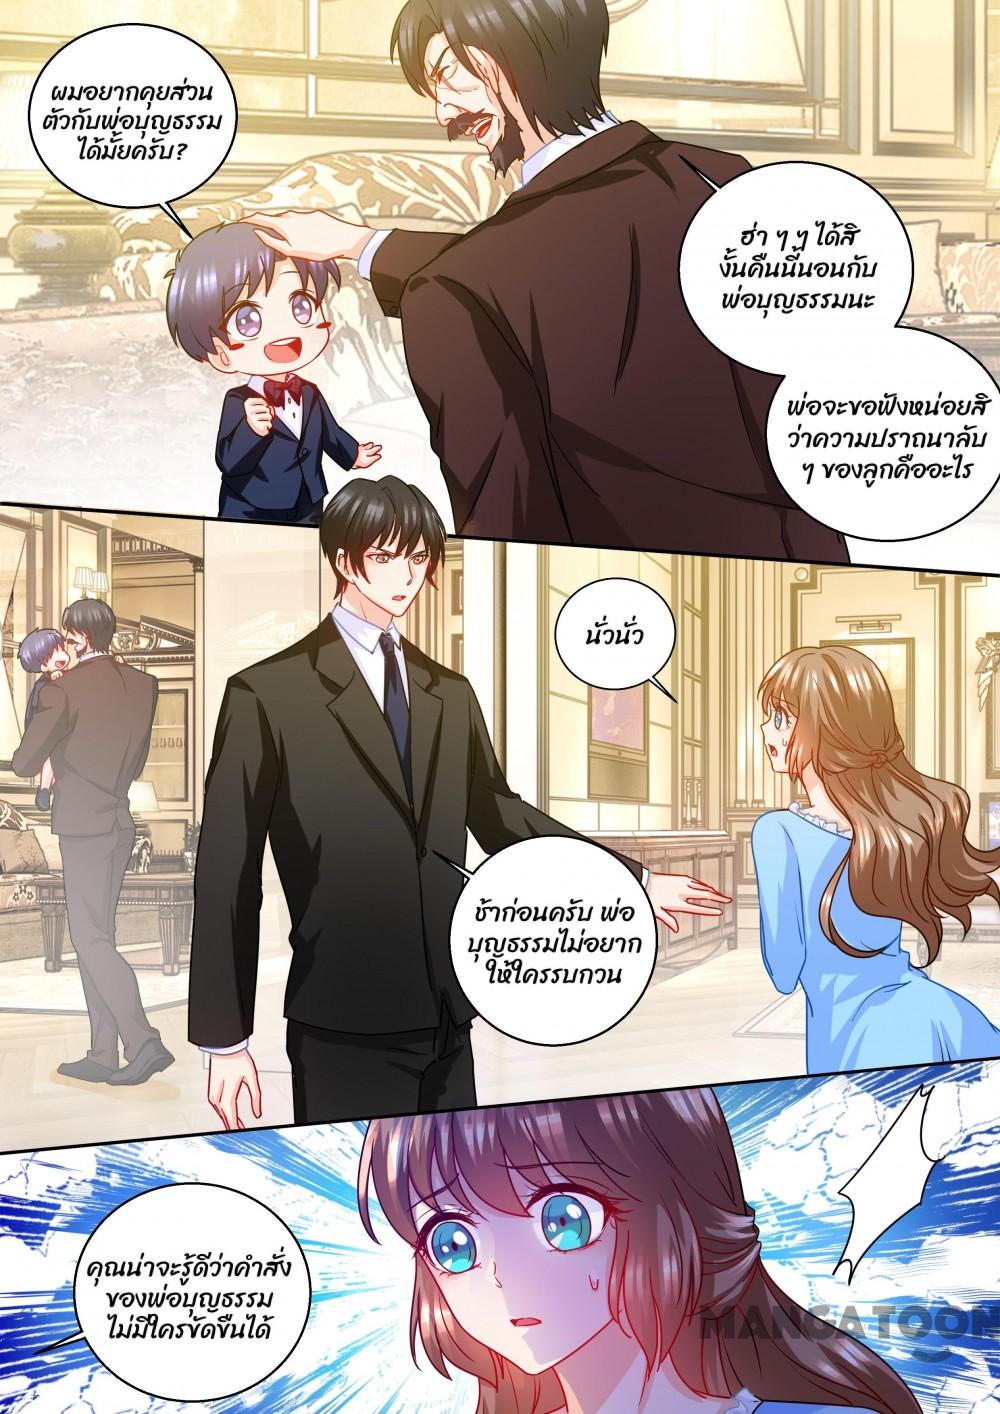 ผมอยากคุยส่วน
ตัวกับพ่อบุญธรรม
ได้มั้ยครับ?
ฮ่า ๆ ๆ ได้สิ
งั้นคืนนี้นอนกับ
พ่อบุญธรรมนะ
พ่อจะขอฟังหน่อยสิ
ว่าความปราถนาลับ
ๆ ของลูกคืออะไร
นั่วนั่ว
ช้าก่อนครับ พ่อ
บุญธรรมไม่อยาก
ให้ใครรบกวน
คุณน่าจะรู้ดีว่าคำสั่ง
ของพ่อบุญธรรม
ไม่มีใครขัดขืนได้
MANGATOON